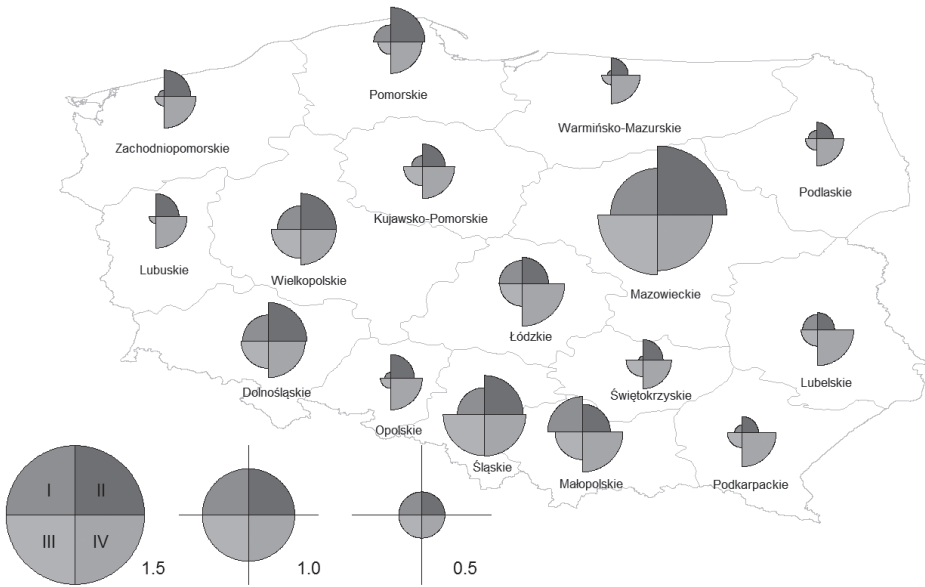 Pomorskie
Warmińsko-Mazurskie
Zachodniopomorskie
Podlaskie
Kujawsko-Pomorskie
Lubuskie
Wielkopolskie
Mazowieckie
Łódzkie
Lubelskie
Dolnośląskie
Świętokrzyskie
Opolskie
Śląskie
Małopolskie
Podkarpackie
I II
III IV
1.5 1.0 0.5